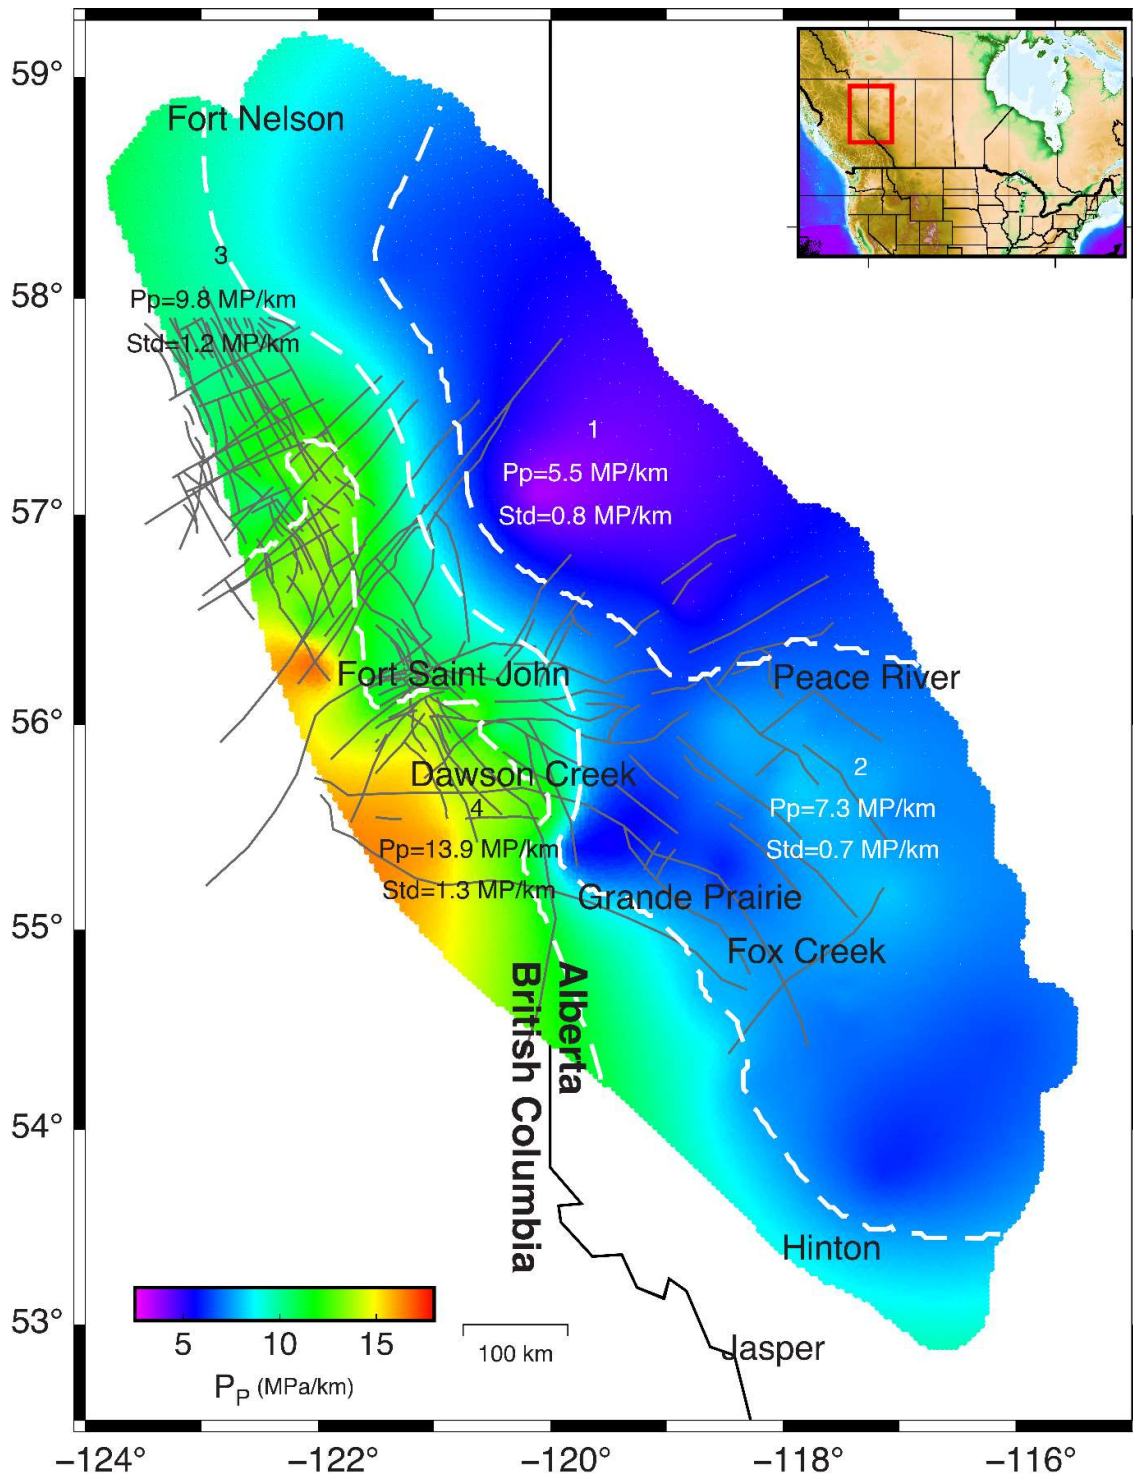 59°
58°
57°
56°
55°
54°
53°
Fort Nelson
3
Pp=9.8 MP/km
Std=1.2 MP/km
1
Pp=5.5 MP/km
Std=0.8 MP/km
Fort Saint John
Peace River
Dawson Creek
2
Pp=7.3 MP/km
Std=0.7 MP/km
4
Pp=13.9 MP/km
Std=1.3 MP/km
Grande Prairie
Fox Creek
Alberta
British Columbia
Hinton
Jasper
5 10 15
PP (MPa/km)
100 km
−124° −122° −120° −118° −116°